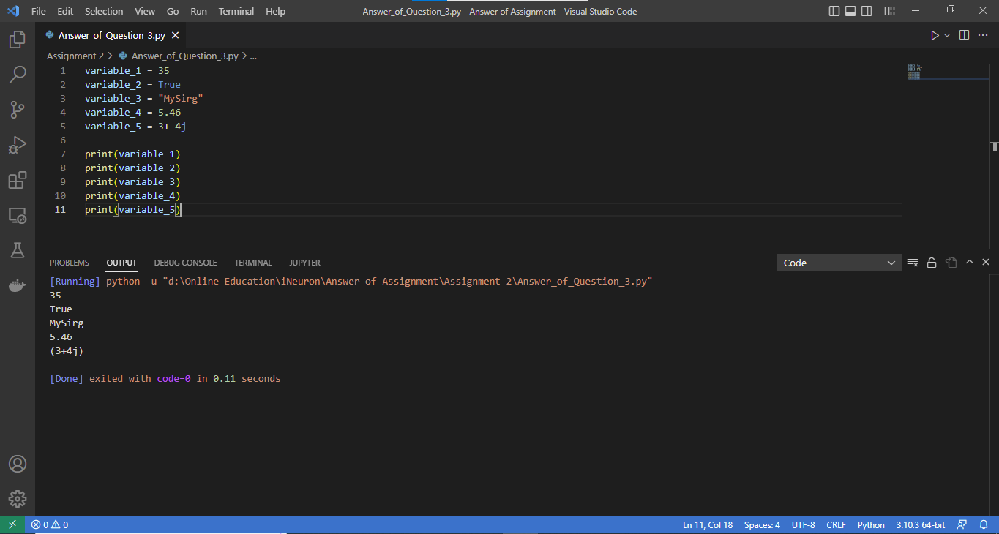 File Edit Selection View Go Run Terminal Help Answer_of_Question_3.py - Answer of Assignment - Visual Studio Code
Answer_of_Question_3.py
Assignment 2 > Answer_of_Question_3.py > ...
1 variable_1 = 35
2 variable_2 = True
3 variable_3 = "MySirg"
4 variable_4 = 5.46
5 variable_5 = 3+ 4j
6
7 print(variable_1)
8 print(variable_2)
9 print(variable_3)
10 print(variable_4)
11 print(variable_5)
PROBLEMS OUTPUT DEBUG CONSOLE TERMINAL JUPYTER Code
[Running] python -u "d:\Online Education\iNeuron\Answer of Assignment\Assignment 2\Answer_of_Question_3.py"
35
True
MySirg
5.46
(3+4j)
[Done] exited with code=0 in 0.11 seconds
0 0 Ln 11, Col 18 Spaces: 4 UTF-8 CRLF Python 3.10.3 64-bit